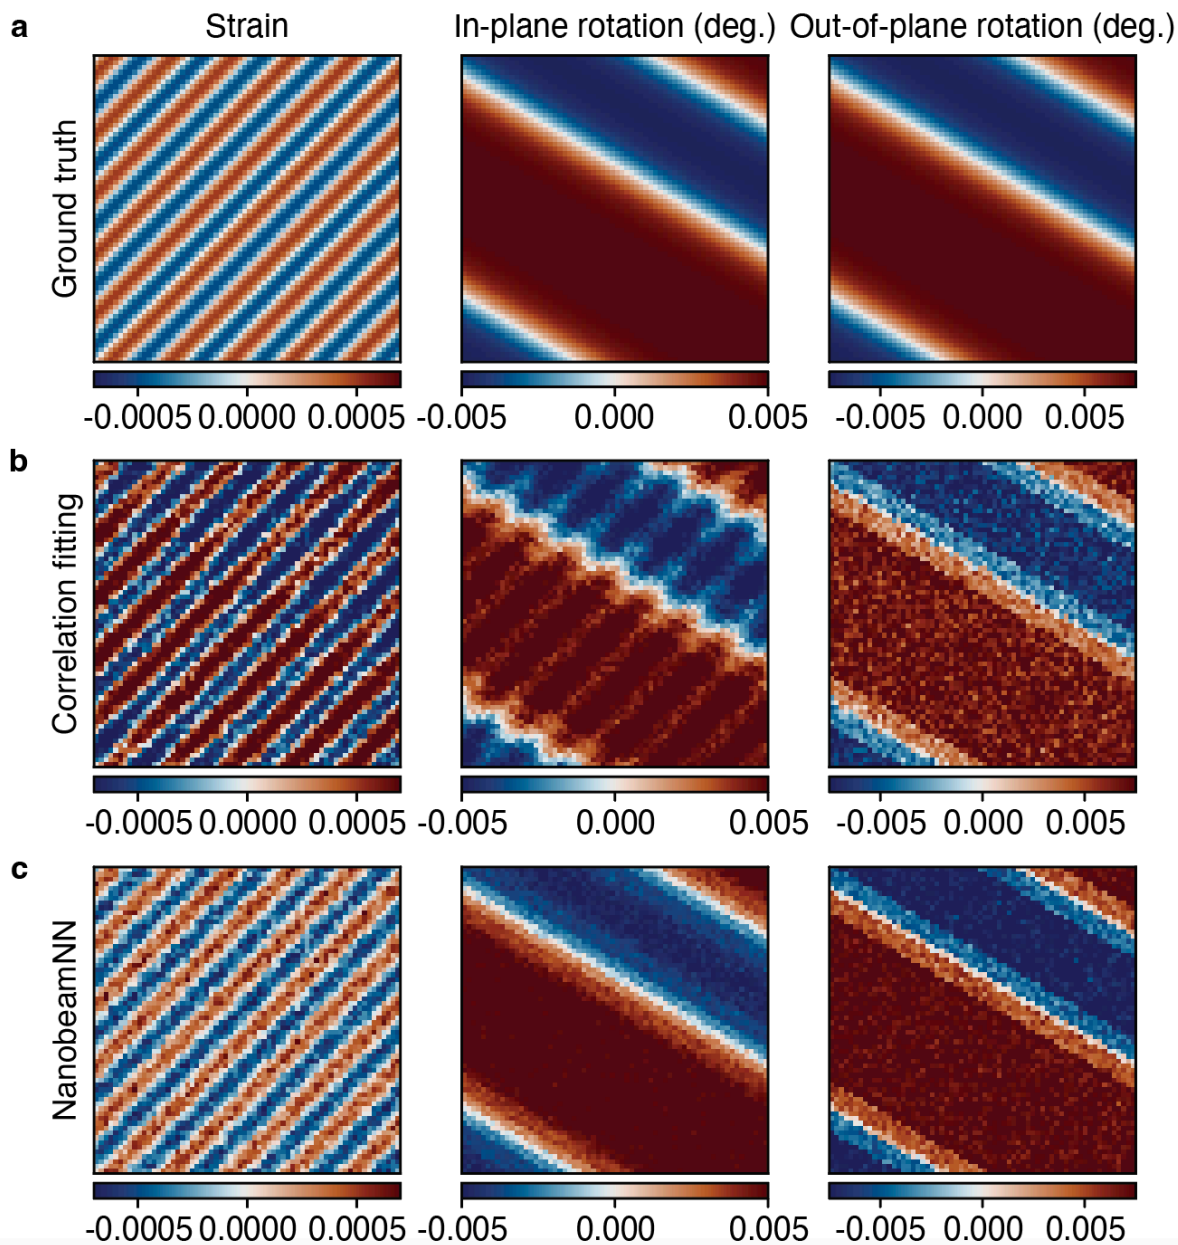 a
Strain
In-plane rotation (deg.)
Out-of-plane rotation (deg.)
Ground truth
-0.0005 0.0000 0.0005
-0.005 0.000 0.005
-0.005 0.000 0.005
b
Correlation fitting
-0.0005 0.0000 0.0005
-0.005 0.000 0.005
-0.005 0.000 0.005
c
NanobeamNN
-0.0005 0.0000 0.0005
-0.005 0.000 0.005
-0.005 0.000 0.005